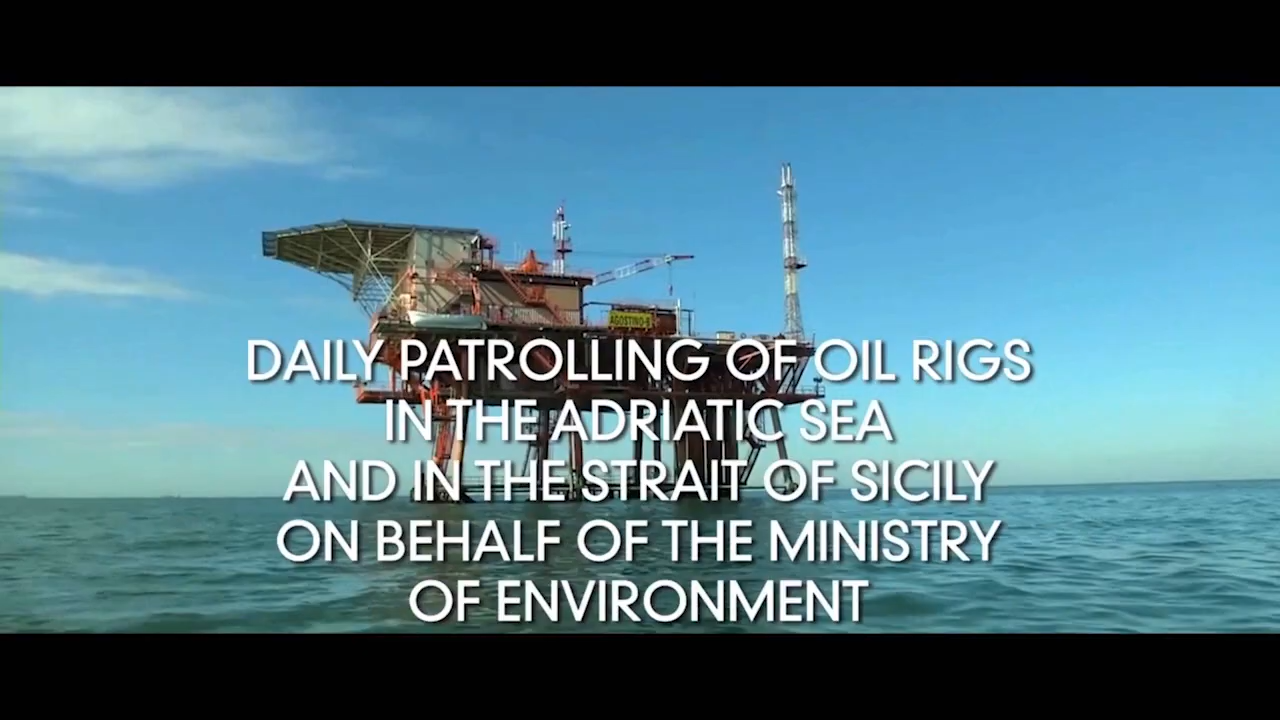 AGOSTINO-B
DAILY PATROLLING OF OIL RIGS
IN THE ADRIATIC SEA
AND IN THE STRAIT OF SICILY
ON BEHALF OF THE MINISTRY
OF ENVIRONMENT